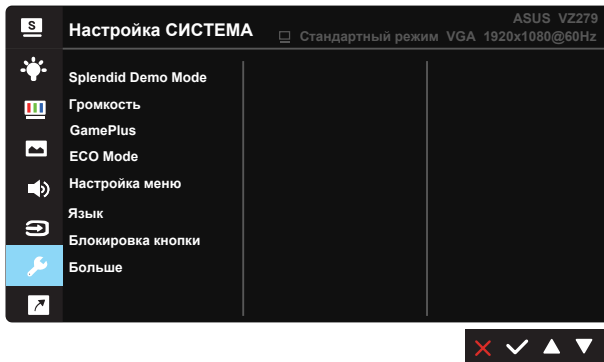 S
ASUS VZ279
Настройка СИСТЕМА
Стандартный режим VGA 1920x1080@60Hz
Splendid Demo Mode
Громкость
GamePlus
ECO Mode
Настройка меню
Язык
Блокировка кнопки
Больше